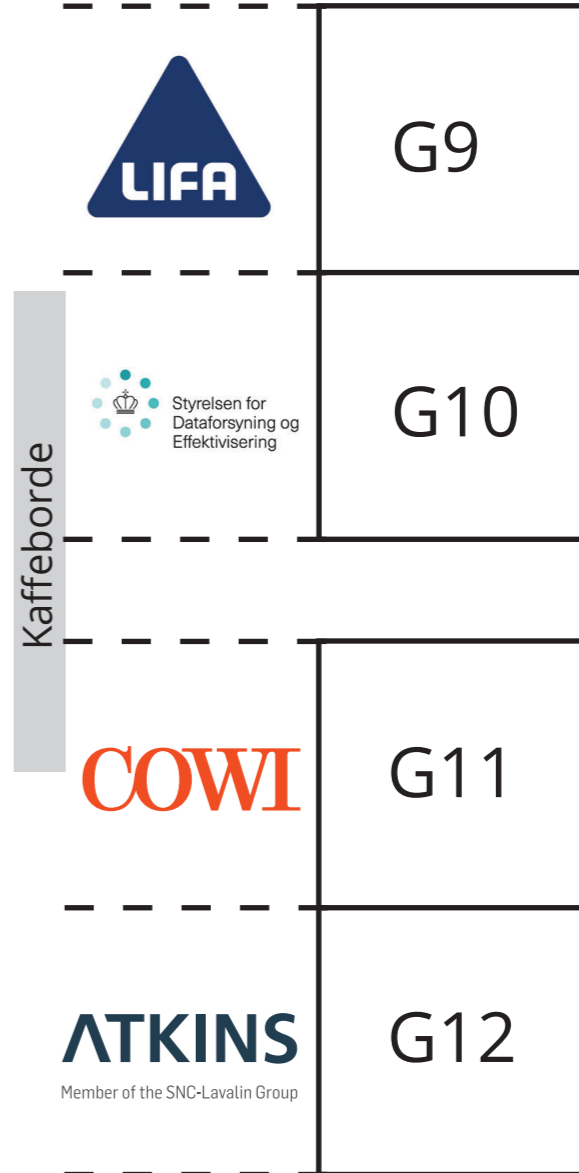 LIFA
G9
Styrelsen for
Dataforsyning og
Effektivisering
G10
Kaffeborde
COWI
G11
ATKINS
Member of the SNC-Lavalin Group
G12